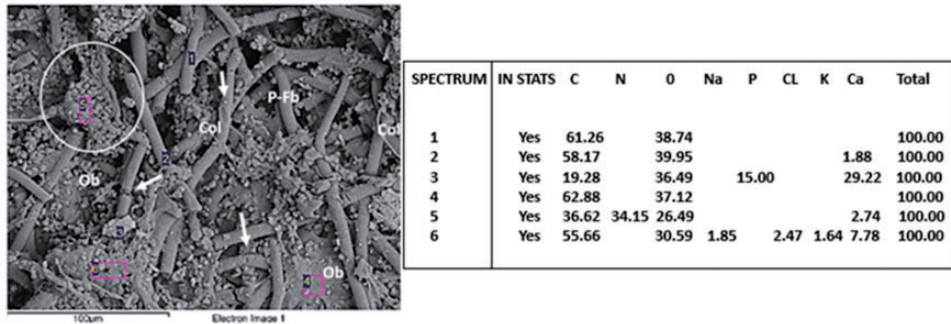 1
P-Fb
Col
Col
2
Ob
Ob
4
100µm
Electron Image 1
SPECTRUM IN STATS C N 0 Na P CL K Ca Total
1 Yes 61.26 38.74 100.00
2 Yes 58.17 39.95 1.88 100.00
3 Yes 19.28 36.49 15.00 29.22 100.00
4 Yes 62.88 37.12 100.00
5 Yes 36.62 34.15 26.49 2.74 100.00
6 Yes 55.66 30.59 1.85 2.47 1.64 7.78 100.00